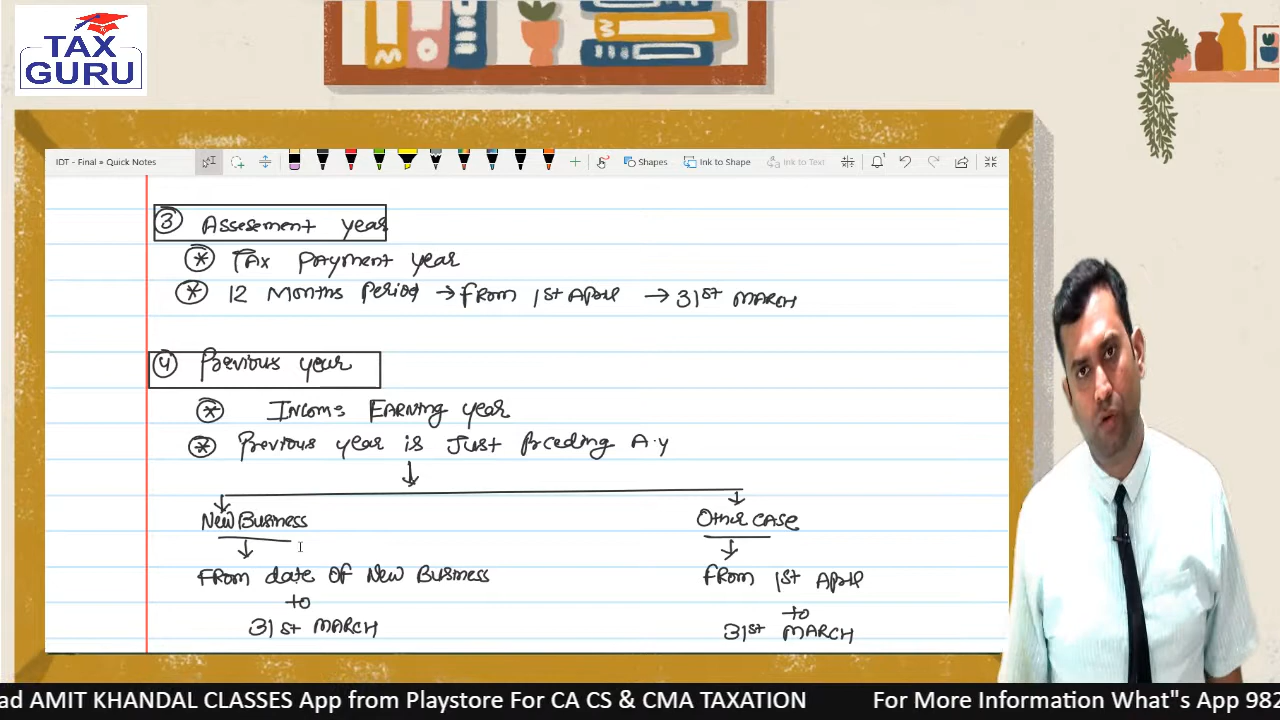 TAX
GURU
IDT - Final » Quick Notes
Shapes
Ink to Shape
Ink to Text
3 Assesement year
* TAX PAYMENT year
* 12 Months Period → FROM 1st April → 31st MARCH
4 Previous year
* Income EARNING year
* Previous year is Just Preceding A.y
New Business
Other CASE
FROM date OF New Business
to
31st MARCH
FROM 1st April
to
31st MARCH
ad AMIT KHANDAL CLASSES App from Playstore For CA CS & CMA TAXATION
For More Information What"s App 982